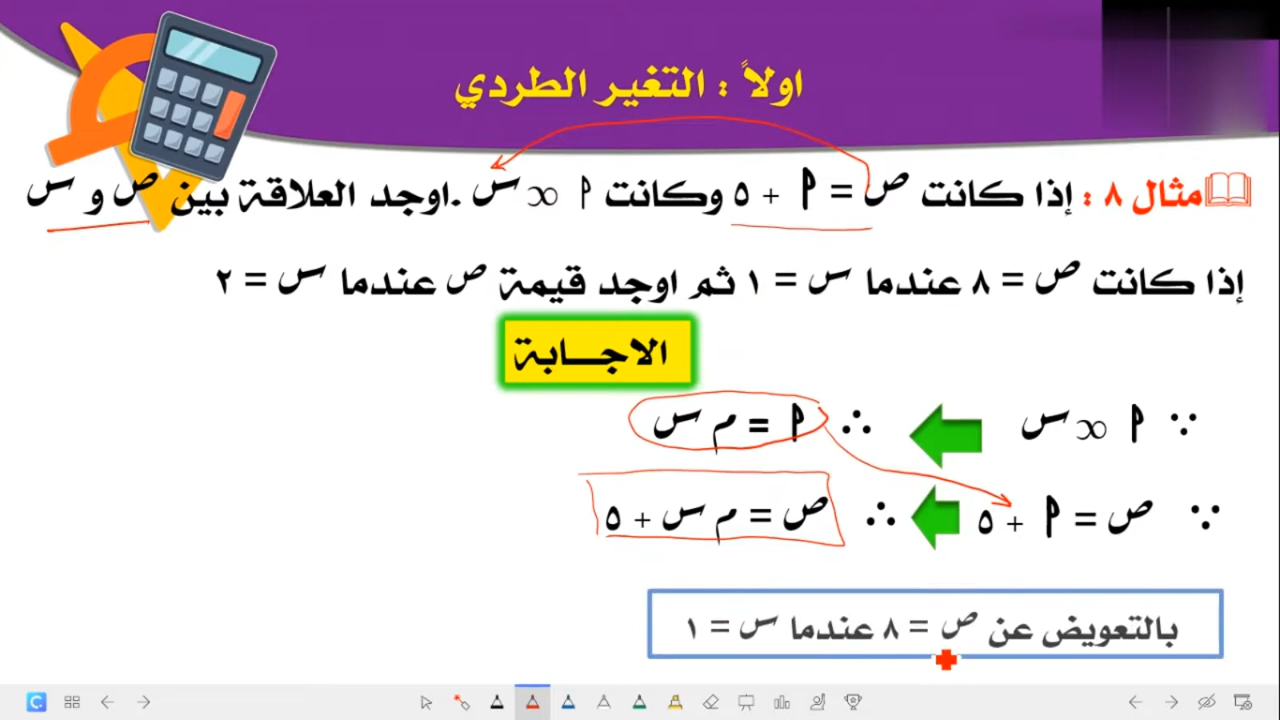 اولاً : التغير الطردي
مثال ٨ : إذا كانت ص = ﺍ + ٥ وكانت ﺍ ∞ س .اوجد العلاقة بين ص و س
إذا كانت ص = ٨ عندما س = ١ ثم اوجد قيمة ص عندما س = ٢
الاجـــابة
∵ ﺍ ∞ س ∴ ﺍ = م س
∵ ص = ﺍ + ٥ ∴ ص = م س + ٥
بالتعويض عن ص = ٨ عندما س = ١